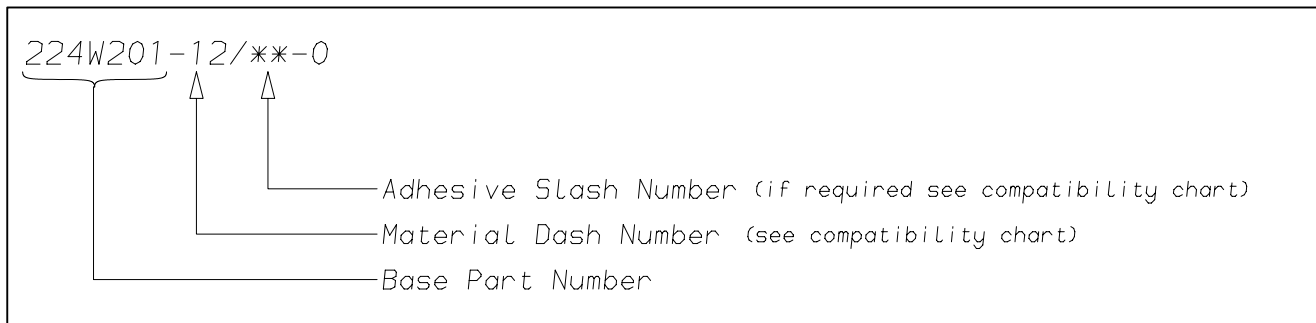 224W201-12/**-0
Adhesive Slash Number (if required see compatibility chart)
Material Dash Number (see compatibility chart)
Base Part Number